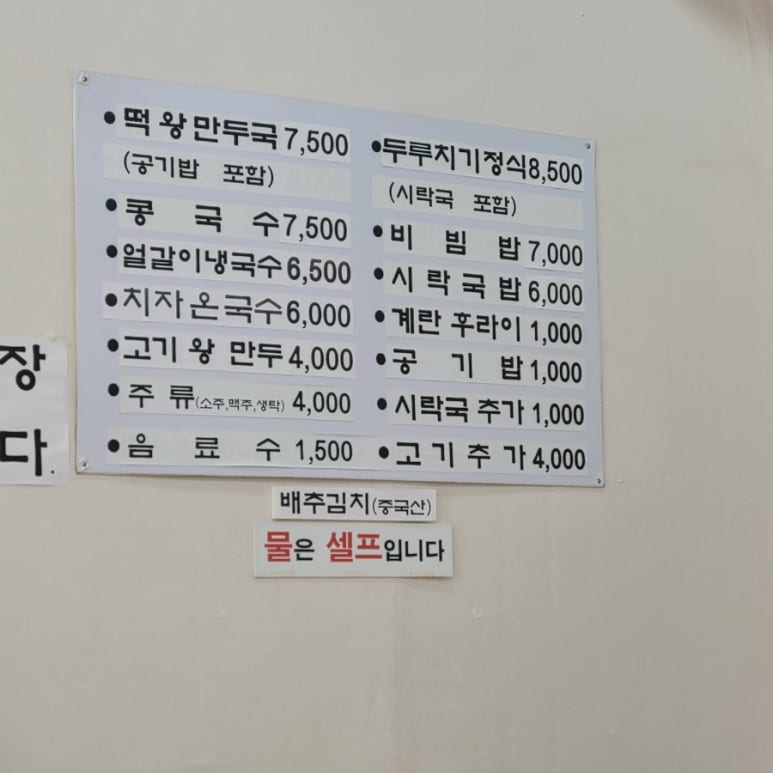 떡왕만두국 7,500
(공기밥 포함)
콩국수 7,500
얼갈이냉국수 6,500
치자온국수 6,000
고기왕만두 4,000
주류(소주,맥주,생탁) 4,000
음료수 1,500
두루치기정식 8,500
(시락국 포함)
비빔밥 7,000
시락국밥 6,000
계란 후라이 1,000
공기밥 1,000
시락국 추가 1,000
고기추가 4,000
배추김치(중국산)
물은 셀프입니다
장
다.